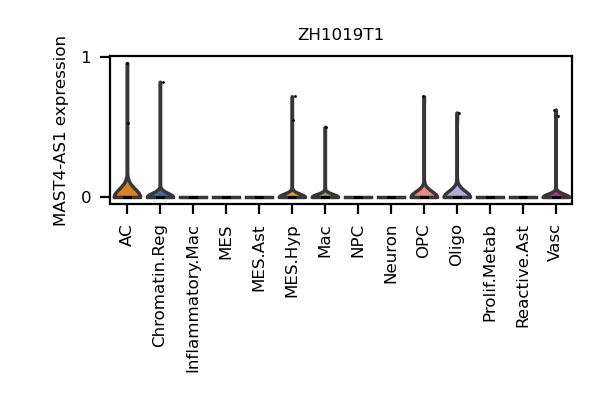 ZH1019T1
MAST4-AS1 expression
1
0
AC
Chromatin.Reg
Inflammatory.Mac
MES
MES.Ast
MES.Hyp
Mac
NPC
Neuron
OPC
Oligo
Prolif.Metab
Reactive.Ast
Vasc